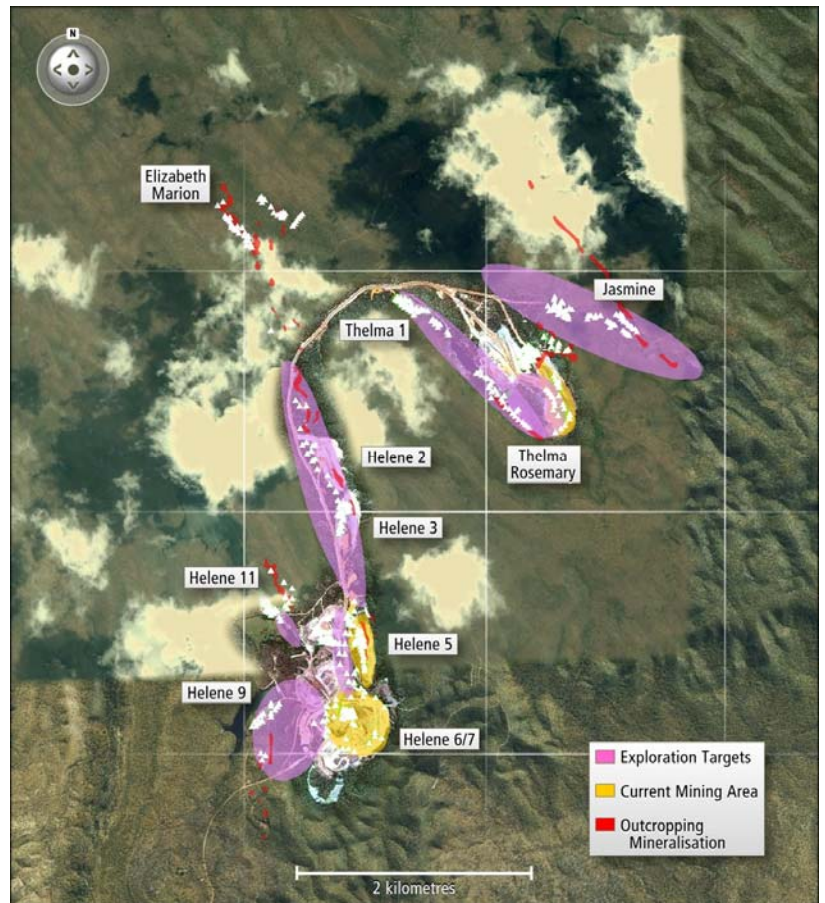 N
Elizabeth
Marion
Jasmine
Thelma 1
Helene 2
Thelma
Rosemary
Helene 3
Helene 11
Helene 5
Helene 9
Helene 6/7
Exploration Targets
Current Mining Area
Outcropping
Mineralisation
2 kilometres